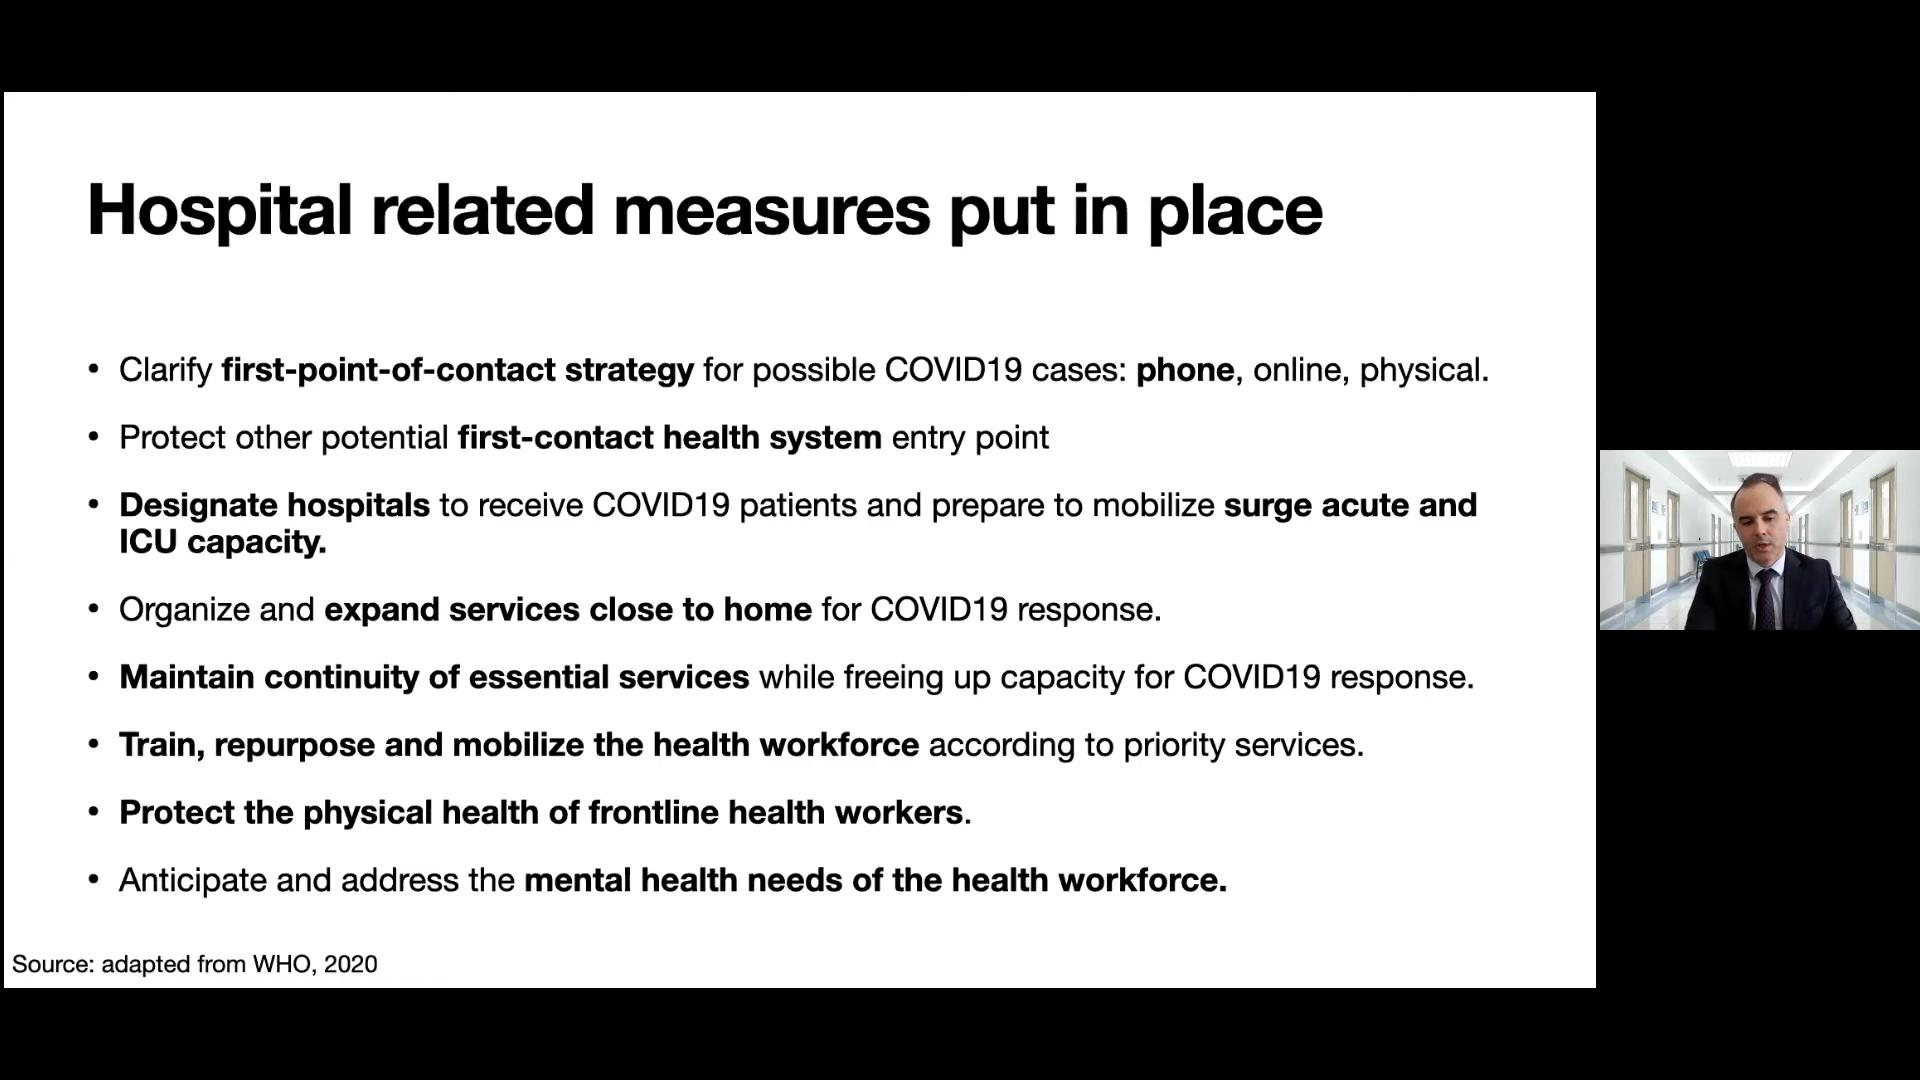 Hospital related measures put in place
• Clarify first-point-of-contact strategy for possible COVID19 cases: phone, online, physical.
• Protect other potential first-contact health system entry point
• Designate hospitals to receive COVID19 patients and prepare to mobilize surge acute and
ICU capacity.
• Organize and expand services close to home for COVID19 response.
• Maintain continuity of essential services while freeing up capacity for COVID19 response.
• Train, repurpose and mobilize the health workforce according to priority services.
• Protect the physical health of frontline health workers.
• Anticipate and address the mental health needs of the health workforce.
Source: adapted from WHO, 2020